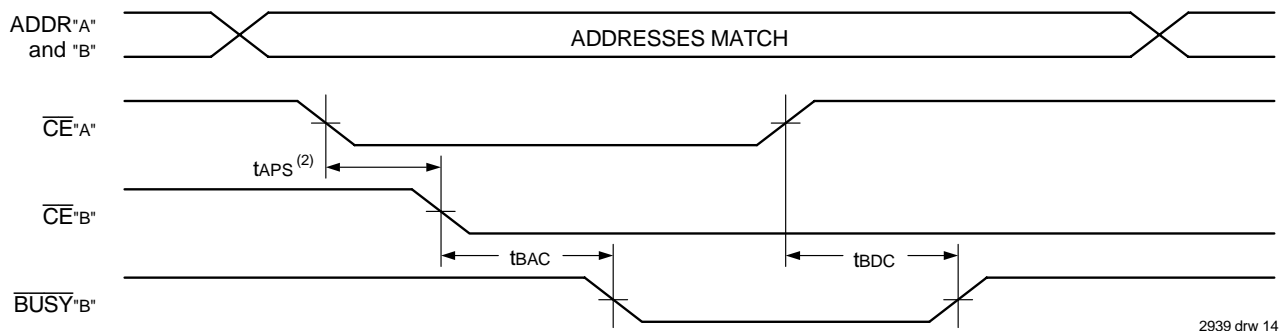 ADDR"A"
and "B"
ADDRESSES MATCH
CE"A"
tAPS (2)
CE"B"
tBAC
tBDC
BUSY"B"
2939 drw 14